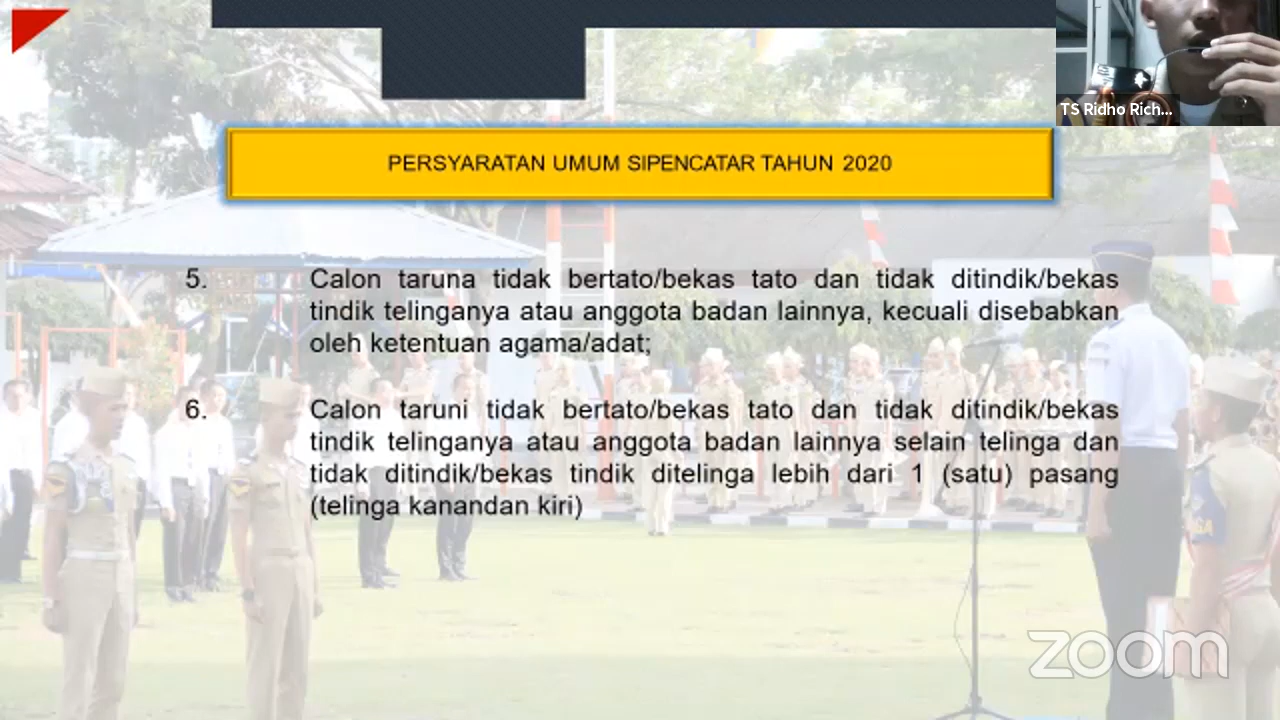 TS Ridho Rich...
PERSYARATAN UMUM SIPENCATAR TAHUN 2020
5. Calon taruna tidak bertato/bekas tato dan tidak ditindik/bekas
tindik telinganya atau anggota badan lainnya, kecuali disebabkan
oleh ketentuan agama/adat;
6. Calon taruni tidak bertato/bekas tato dan tidak ditindik/bekas
tindik telinganya atau anggota badan lainnya selain telinga dan
tidak ditindik/bekas tindik ditelinga lebih dari 1 (satu) pasang
(telinga kanandan kiri)
zoom